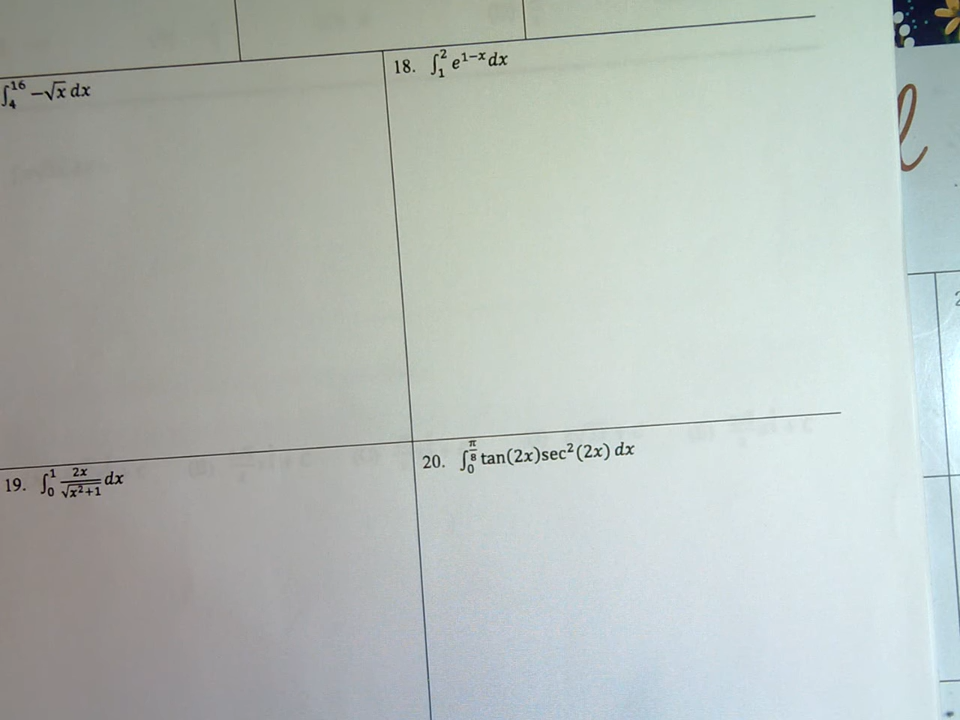 ∫₄¹⁶ −√x dx
18. ∫₁² e¹⁻ˣ dx
19. ∫₀¹ 2x/√(x²+1) dx
20. ∫₀^(π/8) tan(2x)sec²(2x) dx